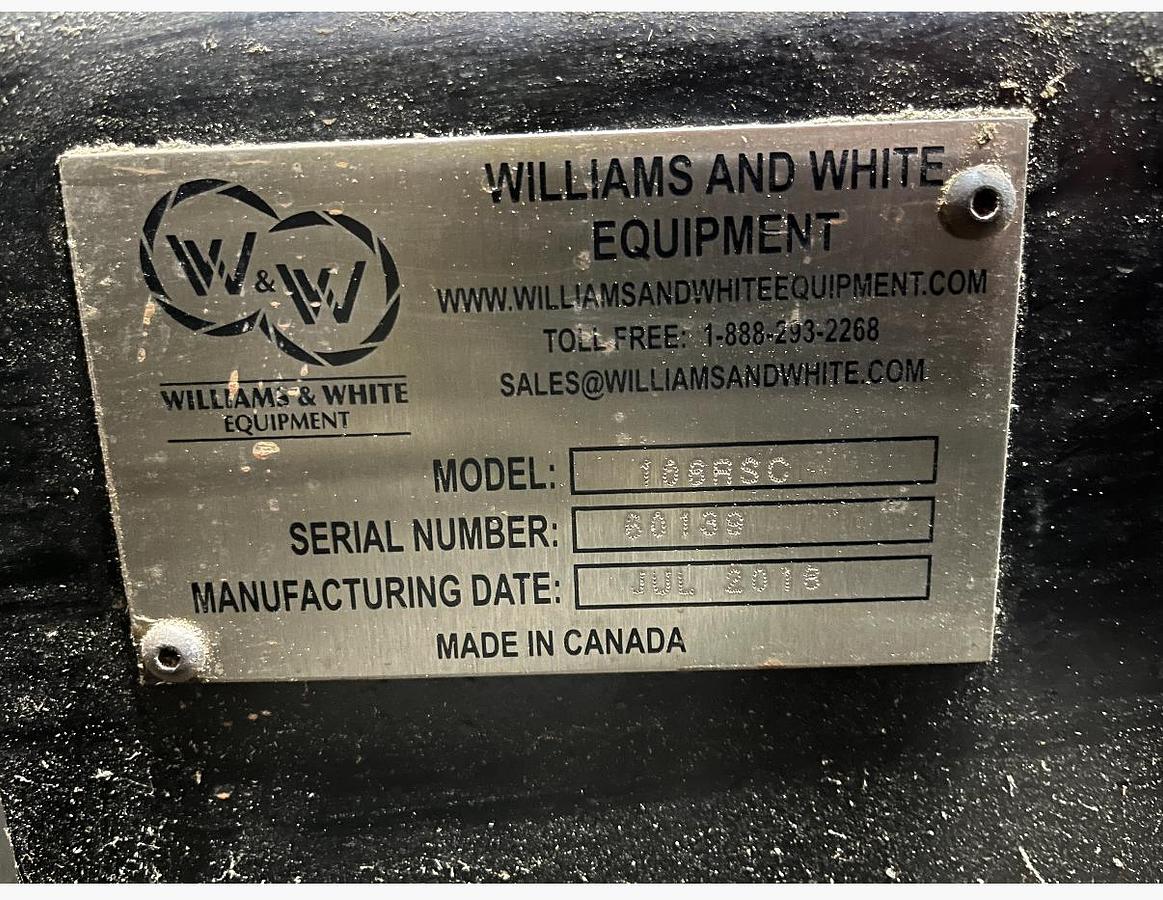 W & W
WILLIAMS & WHITE
EQUIPMENT
WILLIAMS AND WHITE
EQUIPMENT
WWW.WILLIAMSANDWHITEEQUIPMENT.COM
TOLL FREE: 1-888-293-2268
SALES@WILLIAMSANDWHITE.COM
MODEL:
SERIAL NUMBER:
MANUFACTURING DATE: JUL
MADE IN CANADA